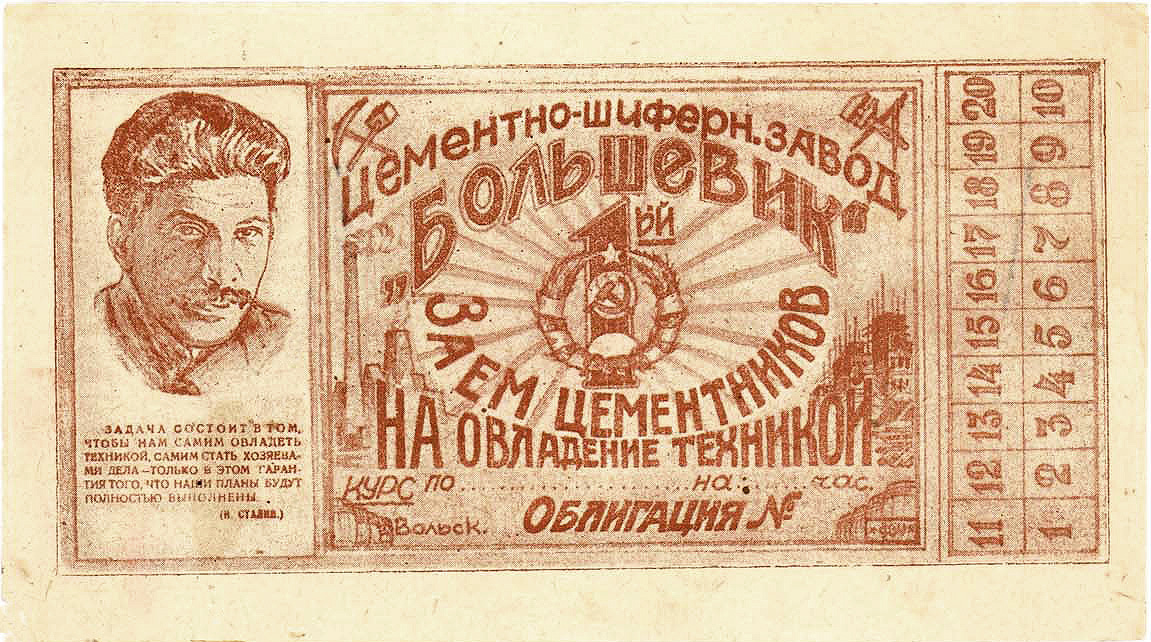 ЗАДАЧА СОСТОИТ В ТОМ,
ЧТОБЫ НАМ САМИМ ОВЛАДЕТЬ
ТЕХНИКОЙ, САМИМ СТАТЬ ХОЗЯЕВА-
МИ ДЕЛА — ТОЛЬКО В ЭТОМ ГАРАН-
ТИЯ ТОГО, ЧТО НАШИ ПЛАНЫ БУДУТ
ПОЛНОСТЬЮ ВЫПОЛНЕНЫ
(И. СТАЛИН.)
ЦЕМЕНТНО-ШИФЕРН. ЗАВОД
„БОЛЬШЕВИК“
1ЫЙ
ЗАЕМ ЦЕМЕНТНИКОВ
НА ОВЛАДЕНИЕ ТЕХНИКОЙ
КУРС ПО.................НА.......ЧАС.
Вольск. ОБЛИГАЦИЯ №
20 10
19 9
18 8
17 7
16 6
15 5
14 4
13 3
12 2
11 1